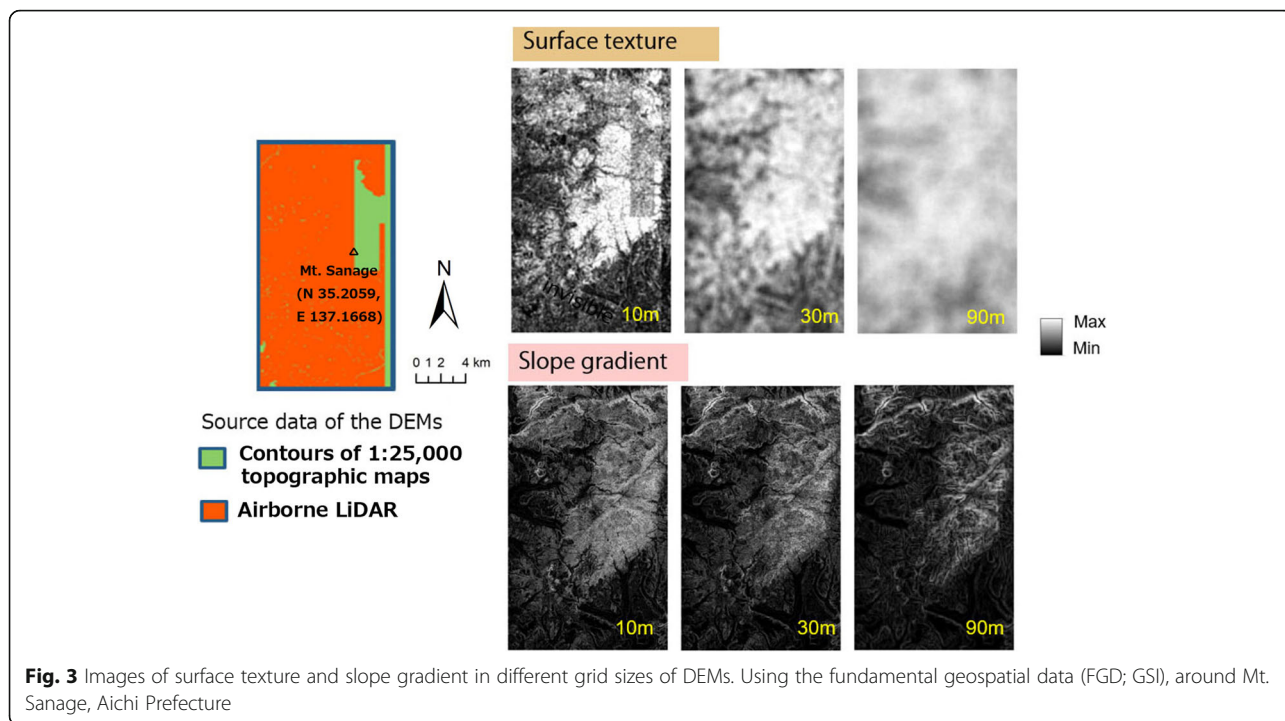 Surface texture
Mt. Sanage
(N 35.2059,
E 137.1668)
N
0 1 2 4 km
Source data of the DEMs
Contours of 1:25,000
topographic maps
Airborne LiDAR
invisible
10m
30m
90m
Max
Min
Slope gradient
10m
30m
90m
Fig. 3 Images of surface texture and slope gradient in different grid sizes of DEMs. Using the fundamental geospatial data (FGD; GSI), around Mt.
Sanage, Aichi Prefecture